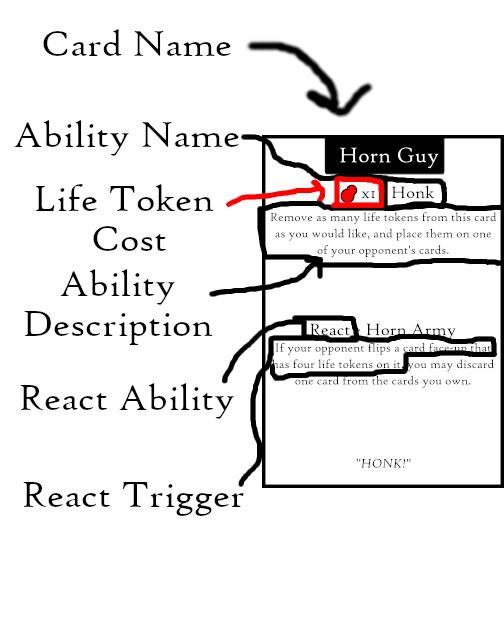 Card Name
Ability Name
Life Token
Cost
Ability
Description
React Ability
React Trigger
Horn Guy
x1 Honk
Remove as many life tokens from this card
as you would like, and place them on one
of your opponent's cards.
React: Horn Army
If your opponent flips a card face-up that
has four life tokens on it, you may discard
one card from the cards you own.
"HONK!"